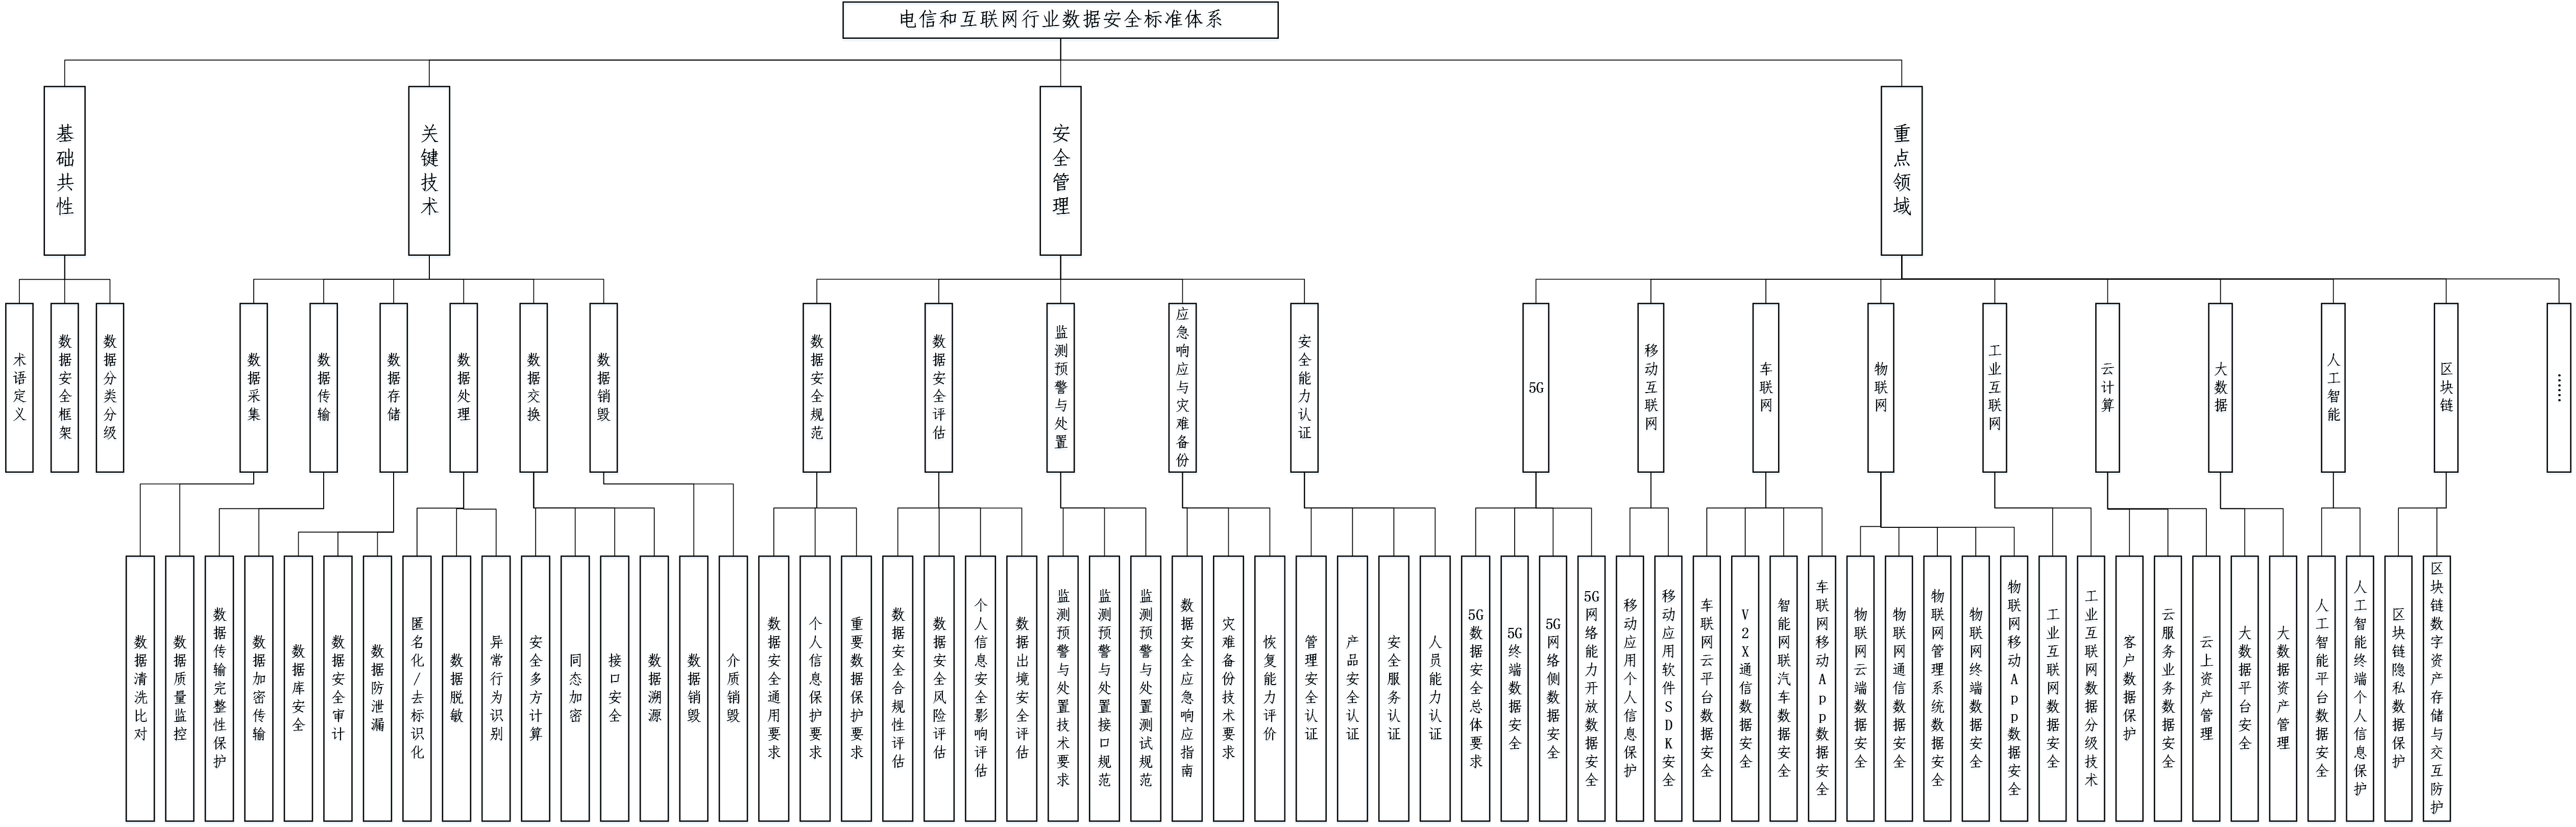 电信和互联网行业数据安全标准体系
基础共性
关键技术
安全管理
重点领域
术语定义
数据安全框架
数据分类分级
数据采集
数据传输
数据存储
数据处理
数据交换
数据销毁
数据安全规范
数据安全评估
监测预警与处置
应急响应与灾难备份
安全能力认证
5G
移动互联网
车联网
物联网
工业互联网
云计算
大数据
人工智能
区块链
……
数据清洗比对
数据质量监控
数据传输完整性保护
数据加密传输
数据库安全
数据安全审计
数据防泄漏
匿名化/去标识化
数据脱敏
异常行为识别
安全多方计算
同态加密
接口安全
数据溯源
数据销毁
介质销毁
数据安全通用要求
个人信息保护要求
重要数据保护要求
数据安全合规性评估
数据安全风险评估
个人信息安全影响评估
数据出境安全评估
监测预警与处置技术要求
监测预警与处置接口规范
监测预警与处置测试规范
数据安全应急响应指南
灾难备份技术要求
恢复能力评价
管理安全认证
产品安全认证
安全服务认证
人员能力认证
5G数据安全总体要求
5G终端数据安全
5G网络侧数据安全
5G网络能力开放数据安全
移动应用个人信息保护
移动应用软件SDK安全
车联网云平台数据安全
V2X通信数据安全
智能网联汽车数据安全
车联网移动App数据安全
物联网云端数据安全
物联网通信数据安全
物联网管理系统数据安全
物联网终端数据安全
物联网移动App数据安全
工业互联网数据安全
工业互联网数据分级技术
客户数据保护
云服务业务数据安全
云上资产管理
大数据平台安全
大数据资产管理
人工智能平台数据安全
人工智能终端个人信息保护
区块链隐私数据保护
区块链数字资产存储与交互防护